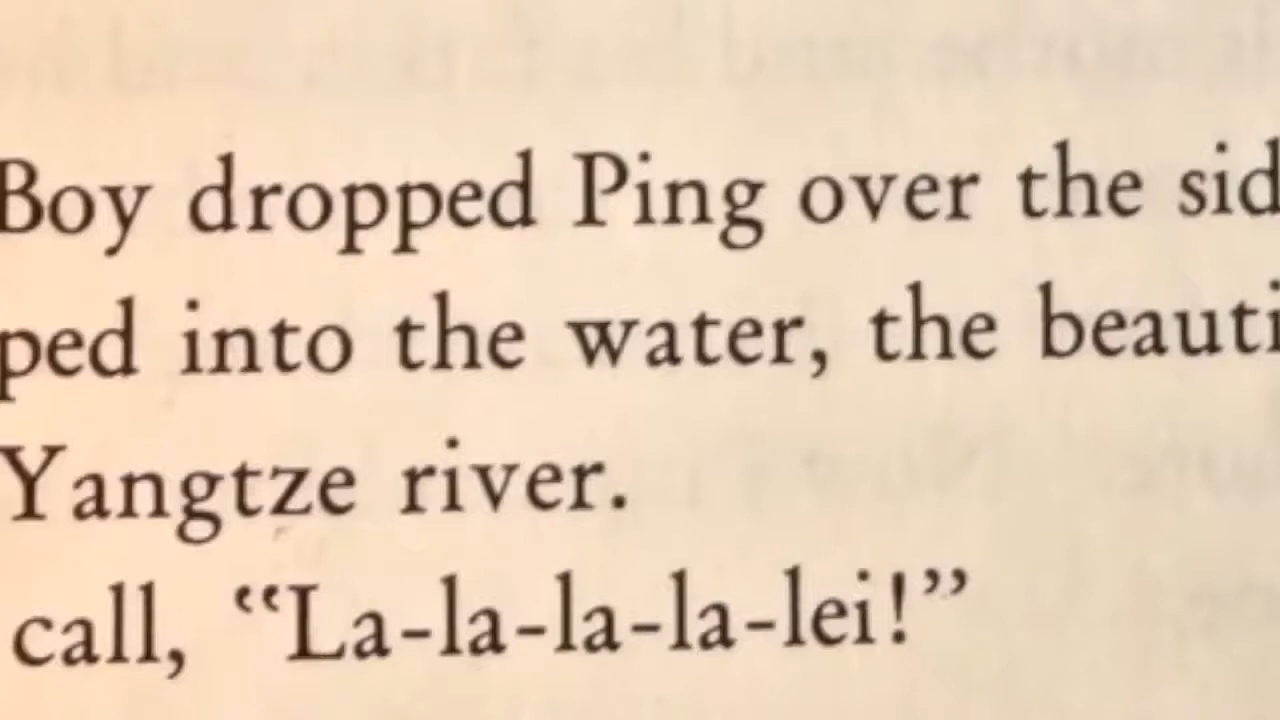 Boy dropped Ping over the sid
ped into the water, the beauti
Yangtze river.
call, “La-la-la-la-lei!”